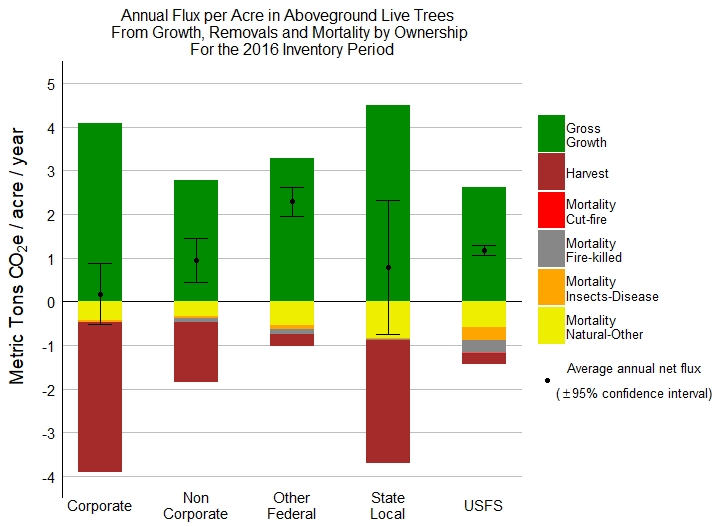 Annual Flux per Acre in Aboveground Live Trees
From Growth, Removals and Mortality by Ownership
For the 2016 Inventory Period
Metric Tons CO₂e / acre / year
5
4
3
2
1
0
-1
-2
-3
-4
Corporate
Non
Corporate
Other
Federal
State
Local
USFS
Gross
Growth
Harvest
Mortality
Cut-fire
Mortality
Fire-killed
Mortality
Insects-Disease
Mortality
Natural-Other
Average annual net flux
(±95% confidence interval)